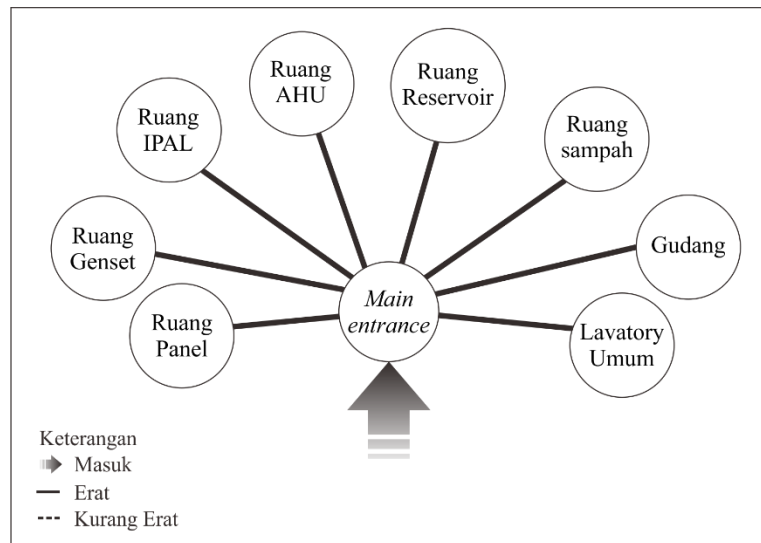 Ruang
AHU
Ruang
Reservoir
Ruang
IPAL
Ruang
sampah
Ruang
Genset
Gudang
Ruang
Panel
Main
entrance
Lavatory
Umum
Keterangan
Masuk
Erat
Kurang Erat